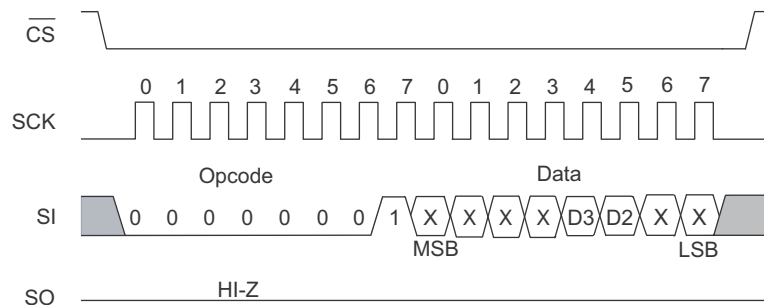 CS
0 1 2 3 4 5 6 7 0 1 2 3 4 5 6 7
SCK
Opcode Data
SI 0 0 0 0 0 0 0 1 X X X X D3 D2 X X
MSB LSB
HI-Z
SO